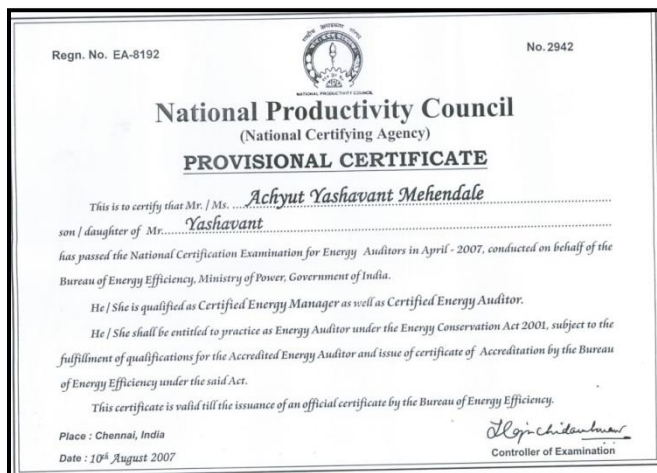 Regn. No. EA-8192
No. 2942
NATIONAL PRODUCTIVITY COUNCIL
National Productivity Council
(National Certifying Agency)
PROVISIONAL CERTIFICATE
This is to certify that Mr. / Ms. Achyut Yashavant Mehendale
son / daughter of Mr. Yashavant
has passed the National Certification Examination for Energy Auditors in April - 2007, conducted on behalf of the
Bureau of Energy Efficiency, Ministry of Power, Government of India.
He / She is qualified as Certified Energy Manager as well as Certified Energy Auditor.
He / She shall be entitled to practice as Energy Auditor under the Energy Conservation Act 2001, subject to the
fulfillment of qualifications for the Accredited Energy Auditor and issue of certificate of Accreditation by the Bureau
of Energy Efficiency under the said Act.
This certificate is valid till the issuance of an official certificate by the Bureau of Energy Efficiency.
Place : Chennai, India
Date : 10th August 2007
Controller of Examination